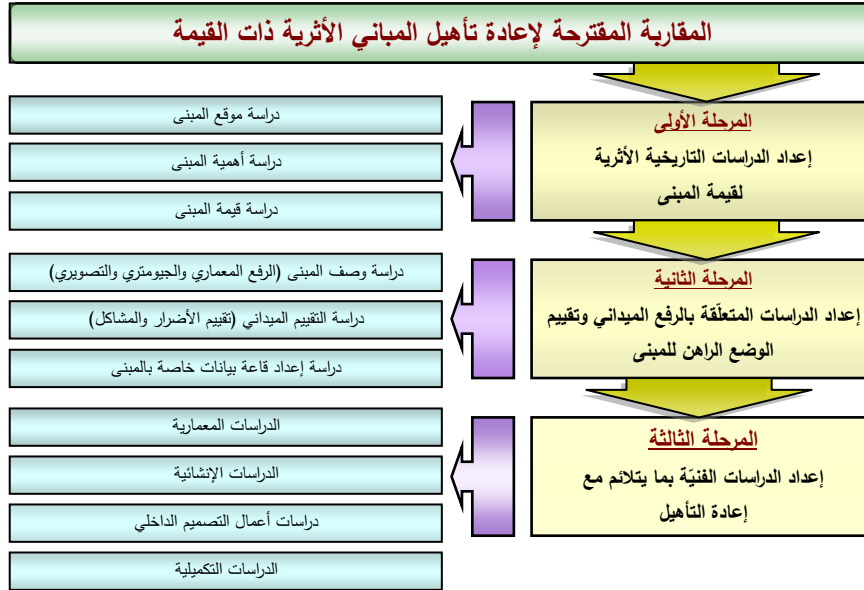 المقاربة المقترحة لإعادة تأهيل المباني الأثرية ذات القيمة
المرحلة الأولى
إعداد الدراسات التاريخية الأثرية
لقيمة المبنى
دراسة موقع المبنى
دراسة أهمية المبنى
دراسة قيمة المبنى
المرحلة الثانية
إعداد الدراسات المتعلّقة بالرفع الميداني وتقييم
الوضع الراهن للمبنى
دراسة وصف المبنى (الرفع المعماري والجيومتري والتصويري)
دراسة التقييم الميداني (تقييم الأضرار والمشاكل)
دراسة إعداد قاعة بيانات خاصة بالمبنى
المرحلة الثالثة
إعداد الدراسات الفنيّة بما يتلائم مع
إعادة التأهيل
الدراسات المعمارية
الدراسات الإنشائية
دراسات أعمال التصميم الداخلي
الدراسات التكميلية